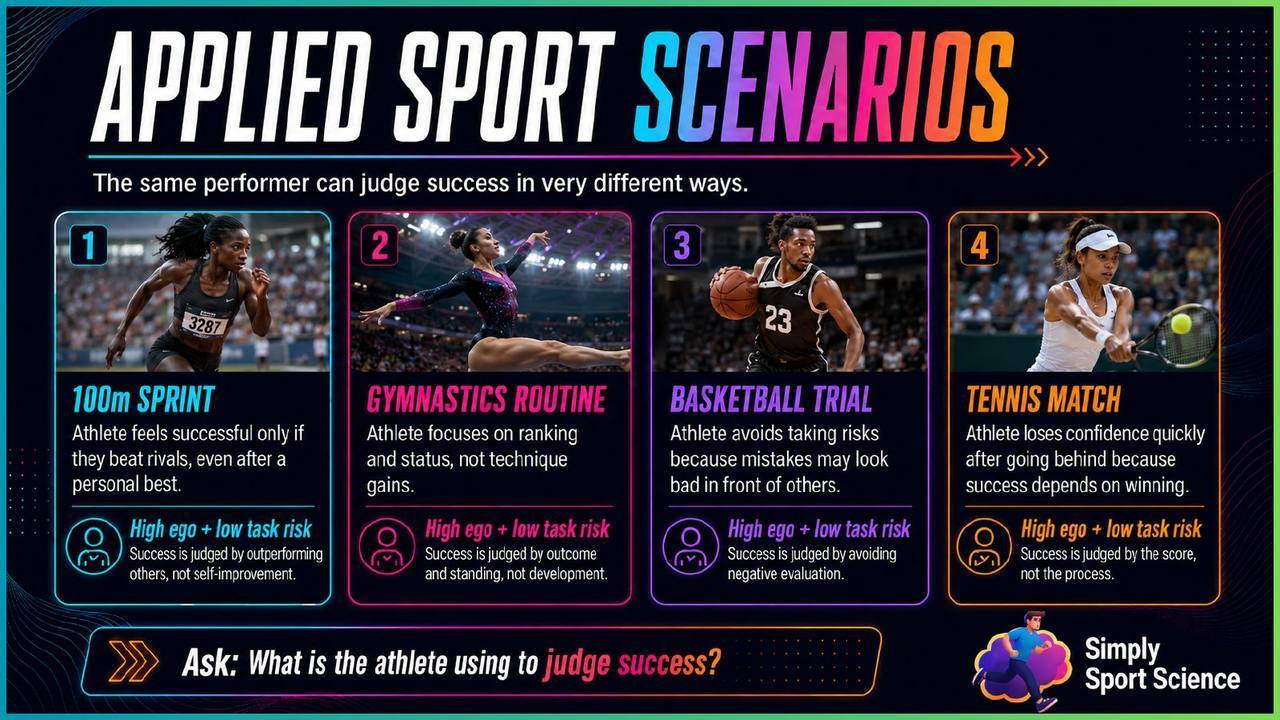 APPLIED SPORT SCENARIOS
The same performer can judge success in very different ways.
1
3287
100m SPRINT
Athlete feels successful only if
they beat rivals, even after a
personal best.
High ego + low task risk
Success is judged by outperforming
others, not self-improvement.
2
GYMNASTICS ROUTINE
Athlete focuses on ranking
and status, not technique
gains.
High ego + low task risk
Success is judged by outcome
and standing, not development.
3
23
BASKETBALL TRIAL
Athlete avoids taking risks
because mistakes may look
bad in front of others.
High ego + low task risk
Success is judged by avoiding
negative evaluation.
4
TENNIS MATCH
Athlete loses confidence quickly
after going behind because
success depends on winning.
High ego + low task risk
Success is judged by the score,
not the process.
Ask: What is the athlete using to judge success?
Simply
Sport Science